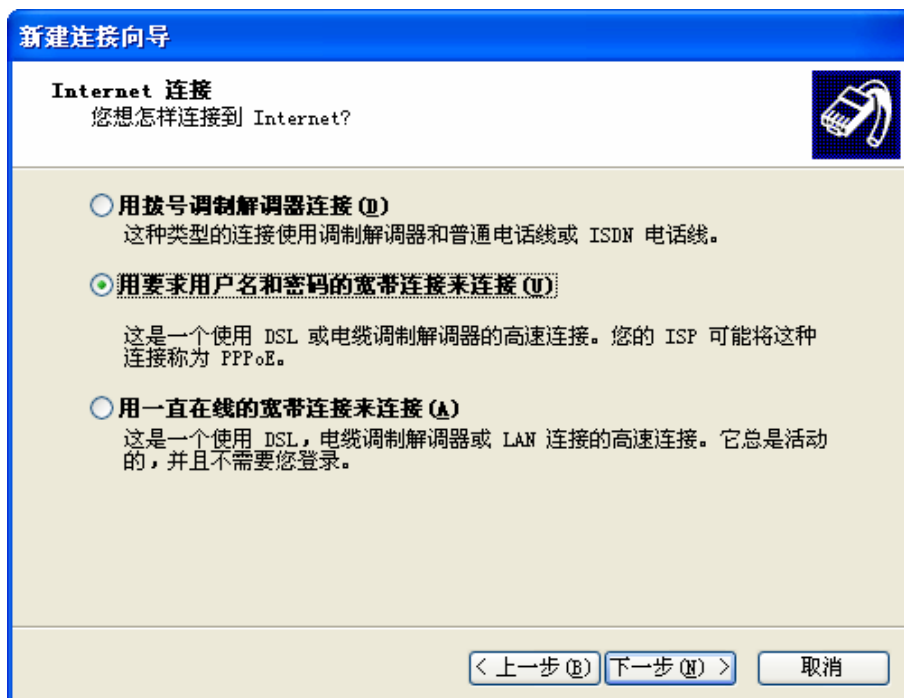 新建连接向导
Internet 连接
您想怎样连接到 Internet?
用拨号调制解调器连接(D)
这种类型的连接使用调制解调器和普通电话线或 ISDN 电话线。
用要求用户名和密码的宽带连接来连接(U)
这是一个使用 DSL 或电缆调制解调器的高速连接。您的 ISP 可能将这种
连接称为 PPPoE。
用一直在线的宽带连接来连接(A)
这是一个使用 DSL，电缆调制解调器或 LAN 连接的高速连接。它总是活动
的，并且不需要您登录。
< 上一步(B) 下一步(N) > 取消